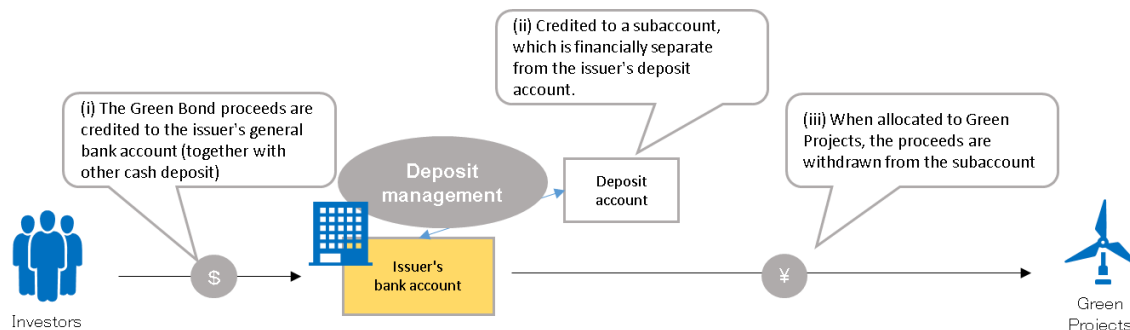 (i) The Green Bond proceeds are
credited to the issuer's general
bank account (together with
other cash deposit)
(ii) Credited to a subaccount,
which is financially separate
from the issuer's deposit
account.
(iii) When allocated to Green
Projects, the proceeds are
withdrawn from the subaccount
Deposit
management
Deposit
account
Issuer's
bank account
$
¥
Investors
Green
Projects